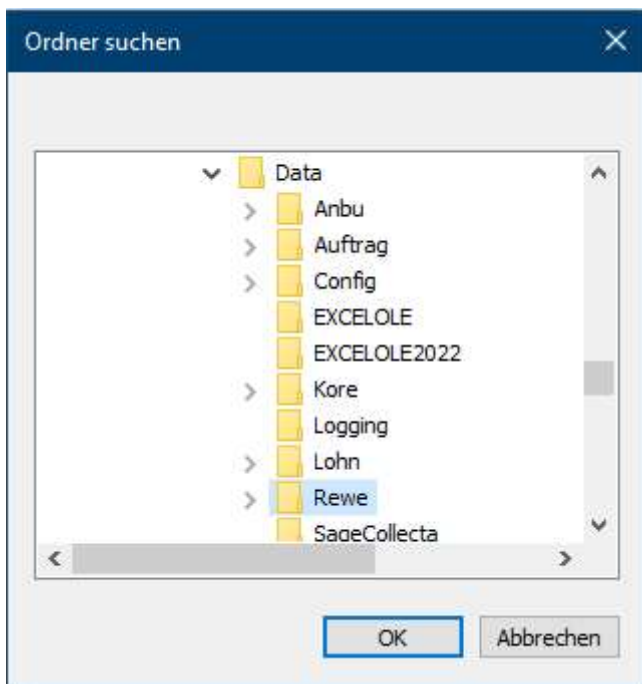 Ordner suchen
Data
Anbu
Auftrag
Config
EXCELOLE
EXCELOLE2022
Kore
Logging
Lohn
Rewe
SageCollecta
OK
Abbrechen